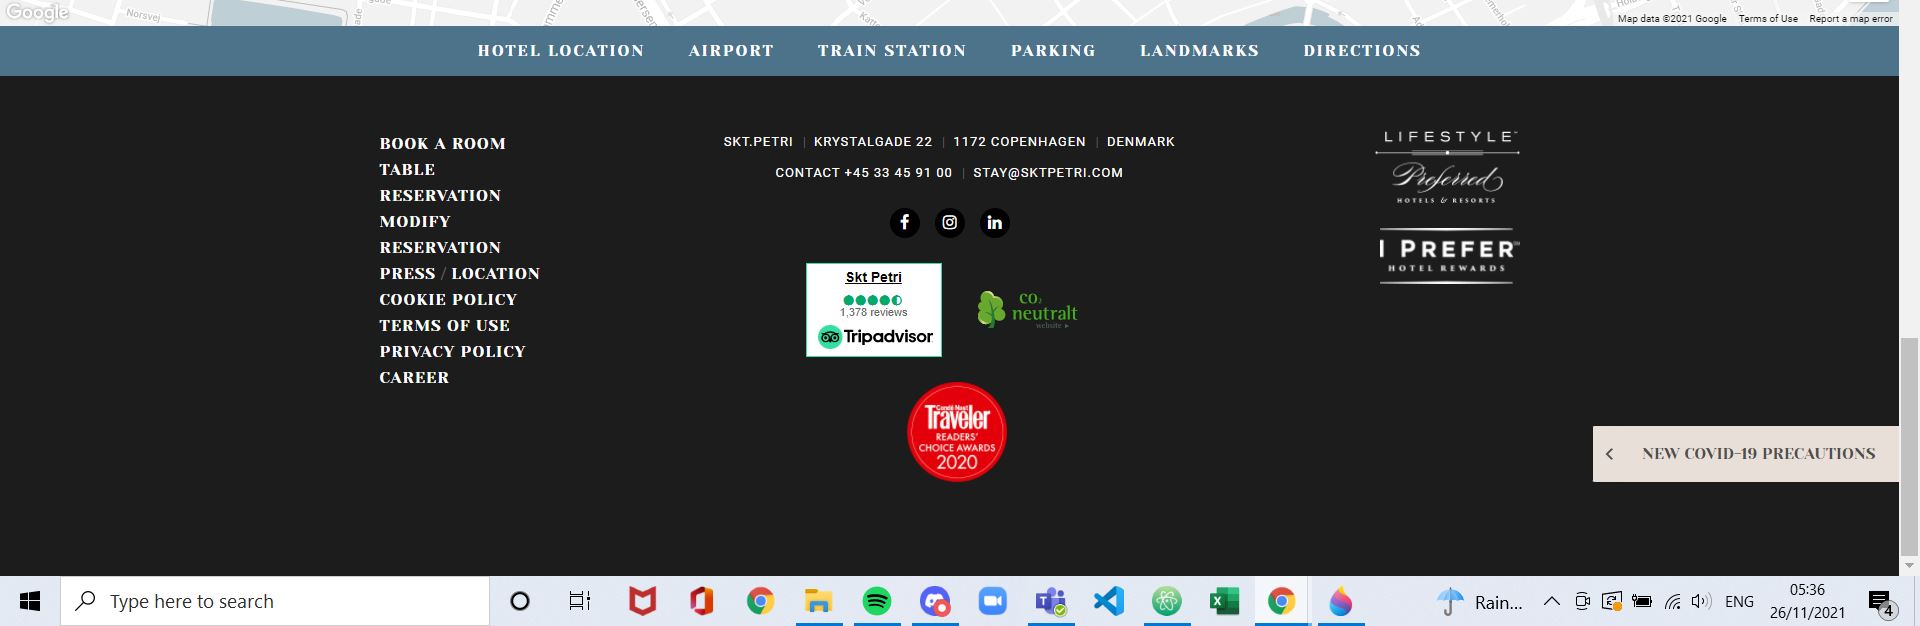 Google
Norsvej
Map data ©2021 Google Terms of Use Report a map error
HOTEL LOCATION AIRPORT TRAIN STATION PARKING LANDMARKS DIRECTIONS
BOOK A ROOM
TABLE
RESERVATION
MODIFY
RESERVATION
PRESS / LOCATION
COOKIE POLICY
TERMS OF USE
PRIVACY POLICY
CAREER
SKT.PETRI | KRYSTALGADE 22 | 1172 COPENHAGEN | DENMARK
CONTACT +45 33 45 91 00 | STAY@SKTPETRI.COM
f
in
Skt Petri
1,378 reviews
Tripadvisor
CO2
neutralt
website
Condé Nast
Traveler
READERS'
CHOICE AWARDS
2020
LIFESTYLE
Preferred
HOTELS & RESORTS
I PREFER
HOTEL REWARDS
NEW COVID-19 PRECAUTIONS
Type here to search
Rain...
ENG
05:36
26/11/2021
4